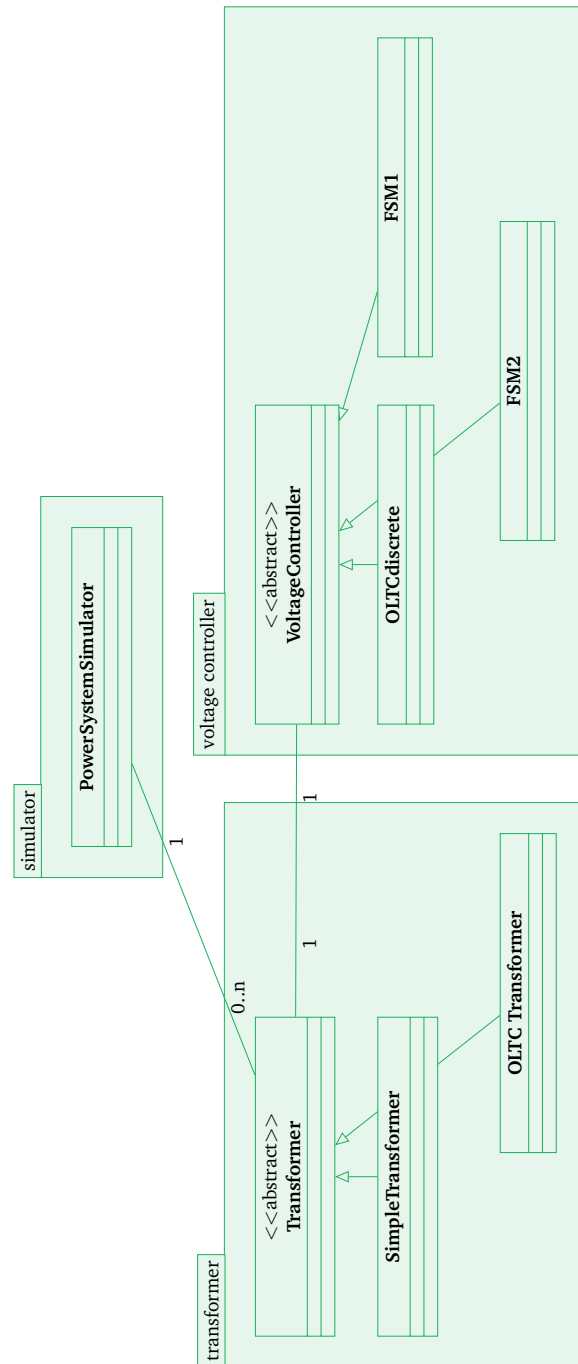 simulator
PowerSystemSimulator
1
0..n
transformer
<<abstract>>
Transformer
SimpleTransformer
OLTC Transformer
1
1
voltage controller
<<abstract>>
VoltageController
OLTCdiscrete
FSM1
FSM2